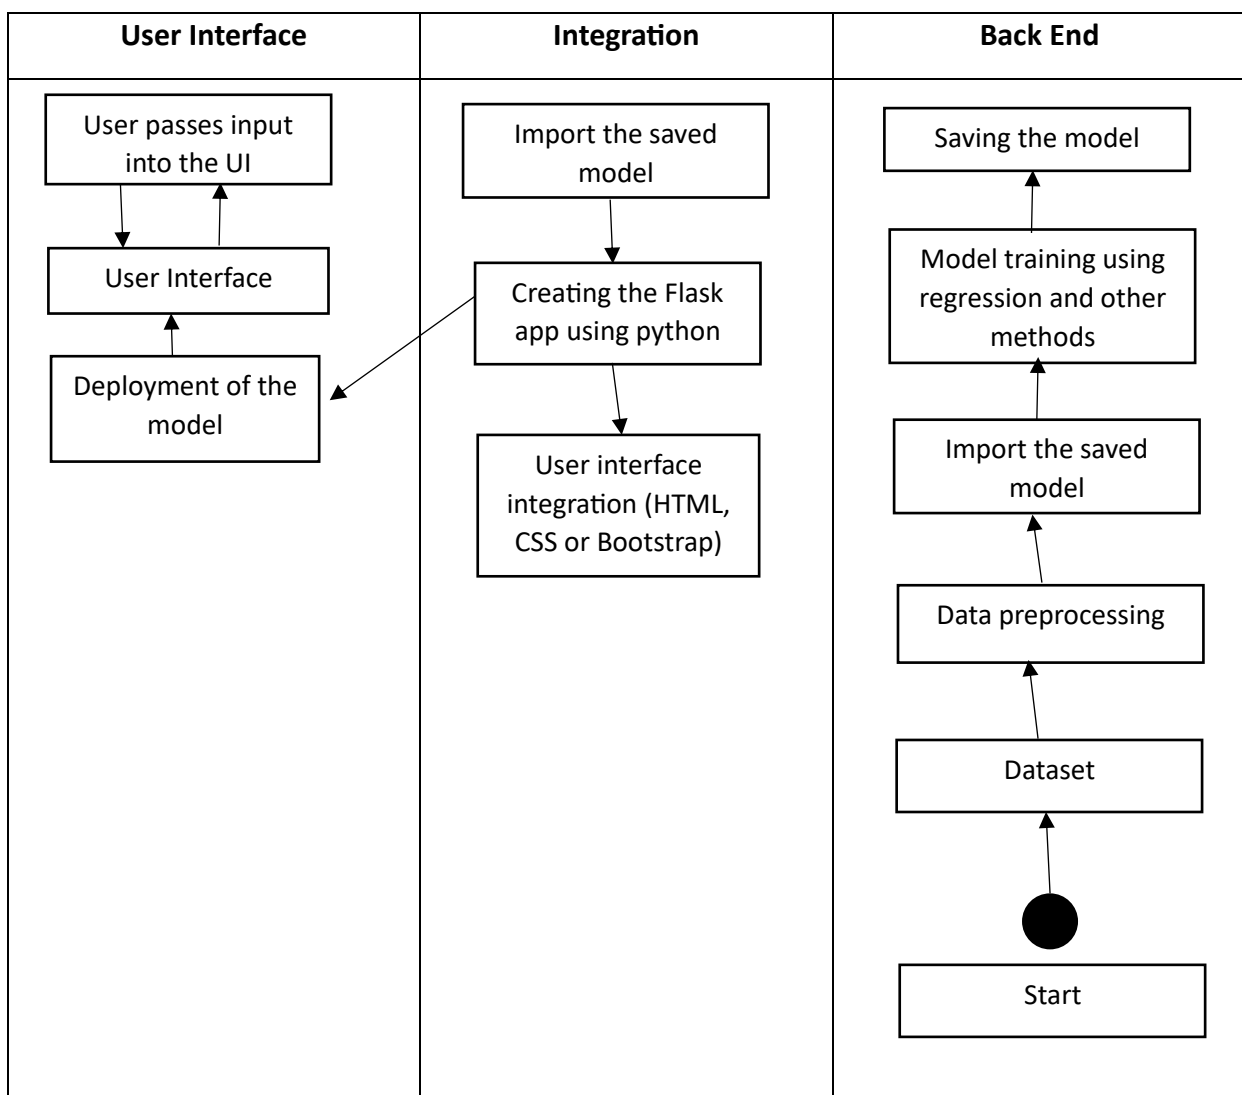 User Interface
Integration
Back End
User passes input
into the UI
User Interface
Deployment of the
model
Import the saved
model
Creating the Flask
app using python
User interface
integration (HTML,
CSS or Bootstrap)
Saving the model
Model training using
regression and other
methods
Import the saved
model
Data preprocessing
Dataset
Start